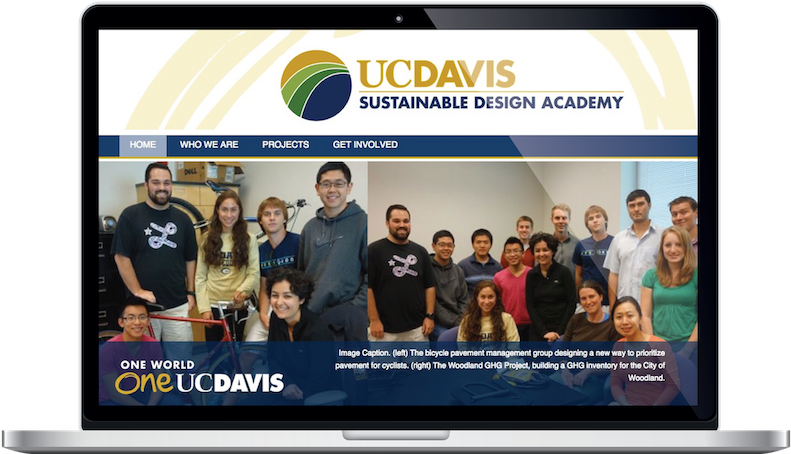 UCDAVIS
SUSTAINABLE DESIGN ACADEMY
HOME WHO WE ARE PROJECTS GET INVOLVED
DELL
Image Caption. (left) The bicycle pavement management group designing a new way to prioritize
pavement for cyclists. (right) The Woodland GHG Project, building a GHG inventory for the City of
Woodland.
ONE WORLD
One UCDAVIS